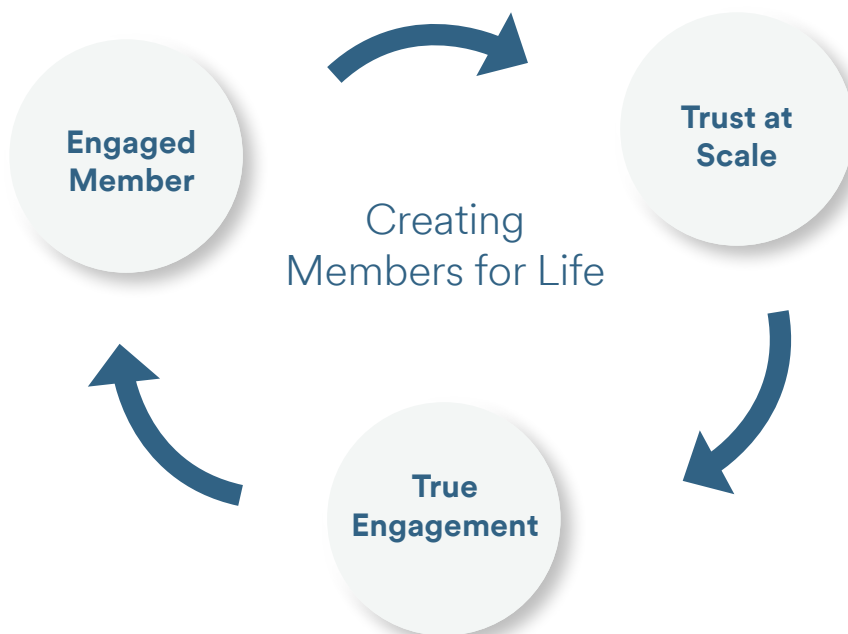 Engaged
Member
Trust at
Scale
Creating
Members for Life
True
Engagement